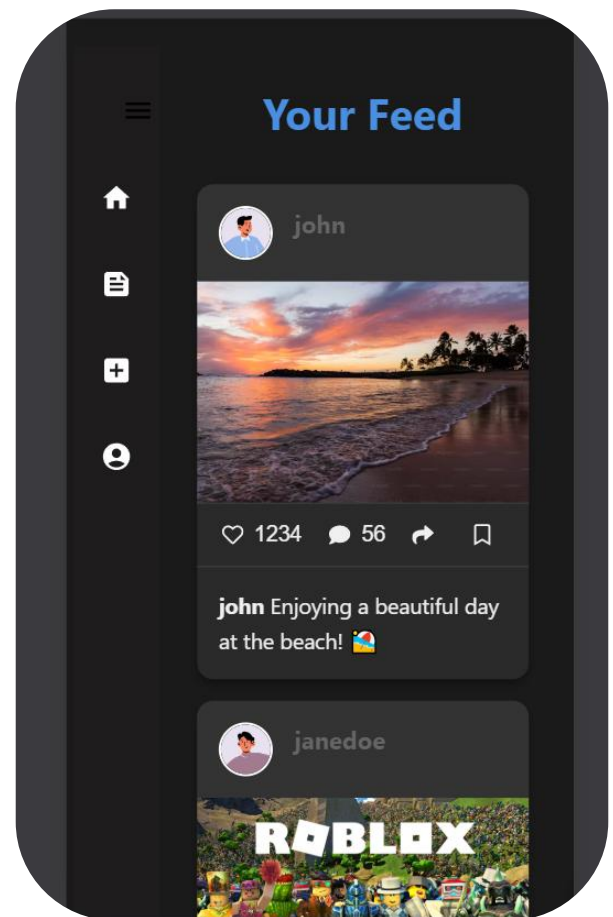 Your Feed
john
1234 56
john Enjoying a beautiful day
at the beach! 🏖️
janedoe
ROBLOX